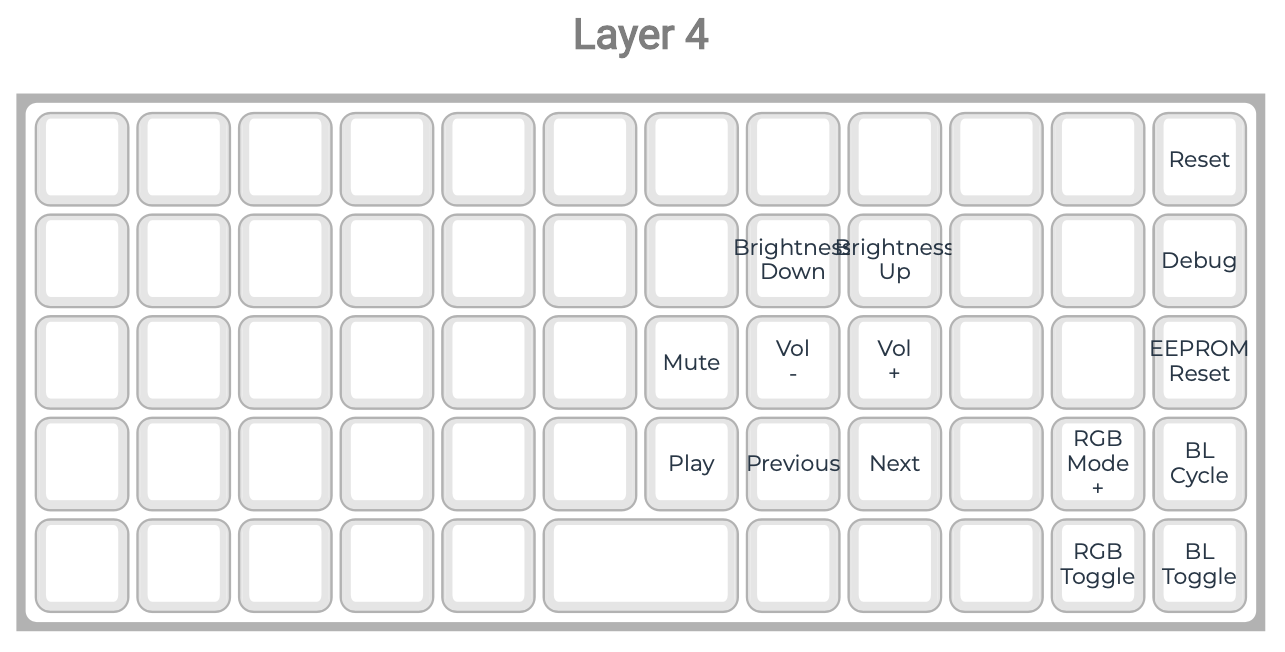 Layer 4
Reset
Brightness
Down
Brightness
Up
Debug
Mute
Vol
-
Vol
+
EEPROM
Reset
Play
Previous
Next
RGB
Mode
+
BL
Cycle
RGB
Toggle
BL
Toggle